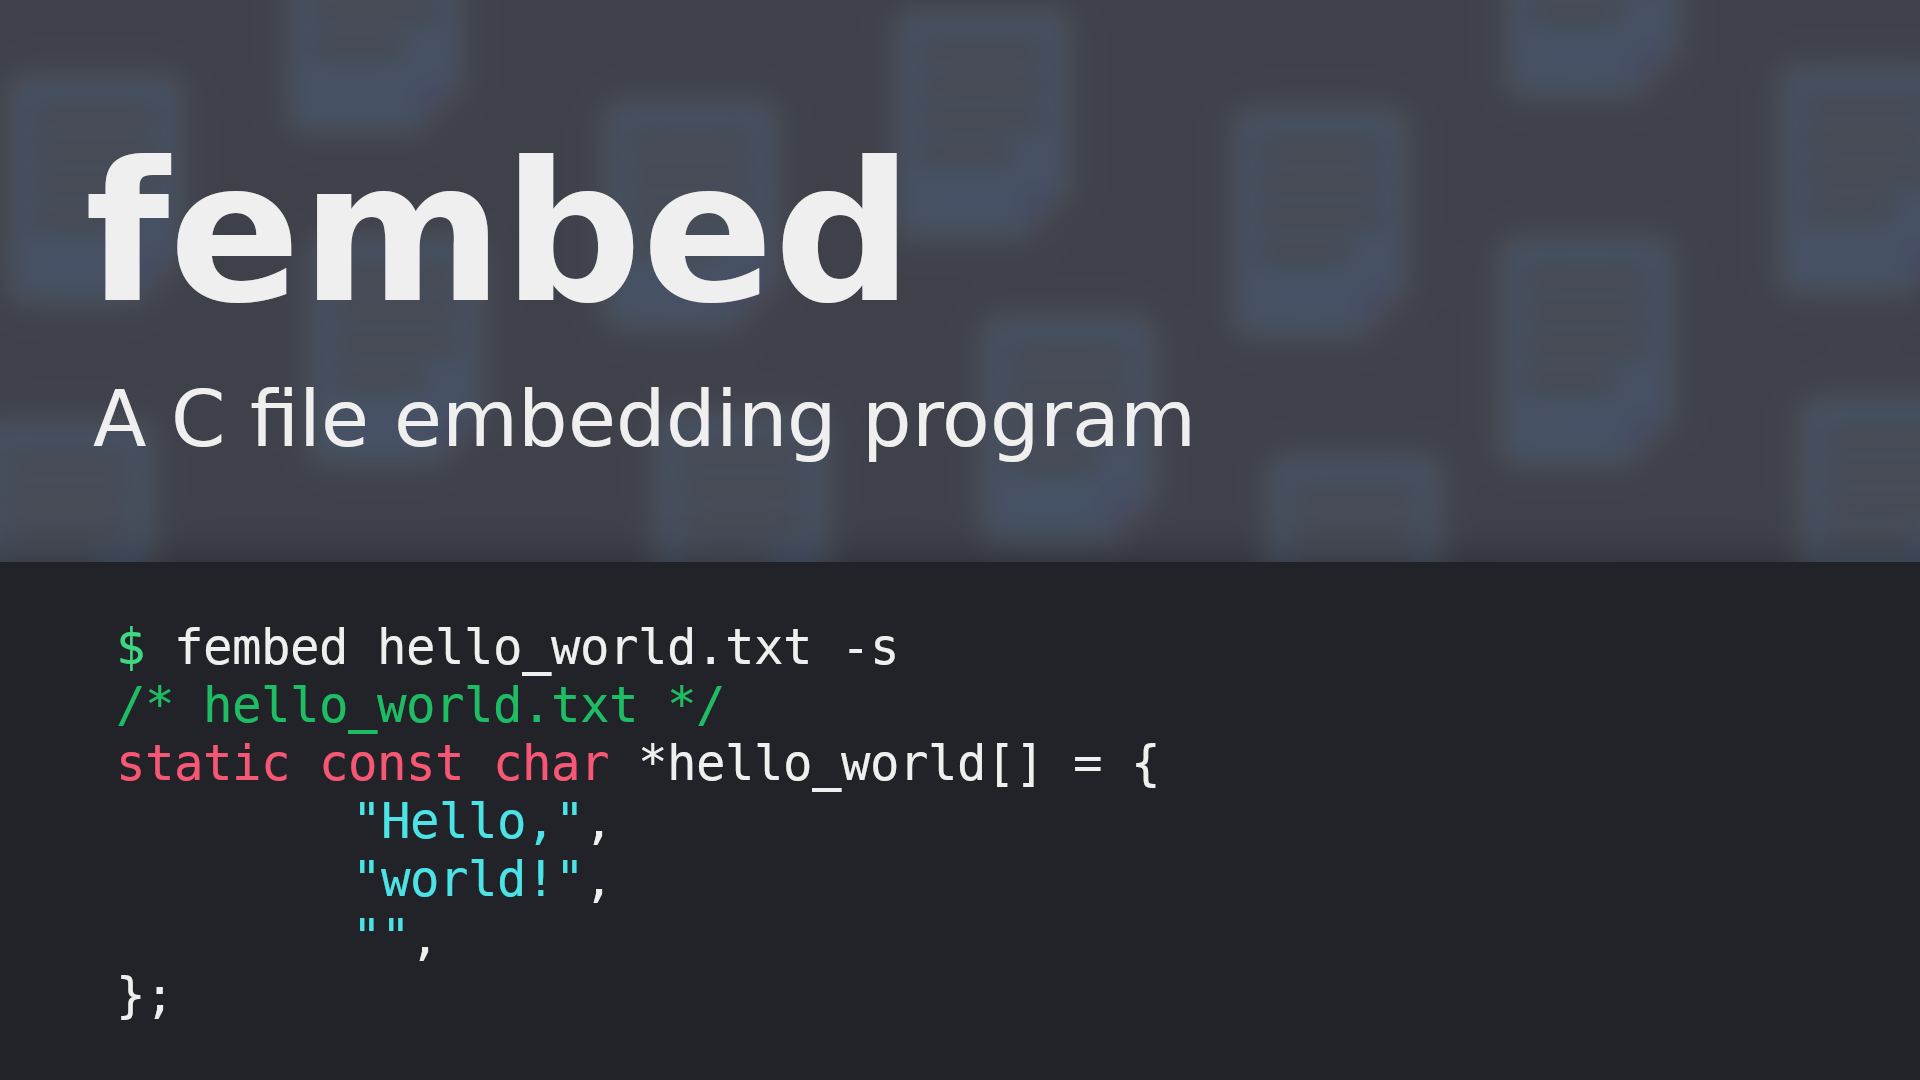 fembed
A C file embedding program
$ fembed hello_world.txt -s
/* hello_world.txt */
static const char *hello_world[] = {
        "Hello,",
        "world!",
        "",
};